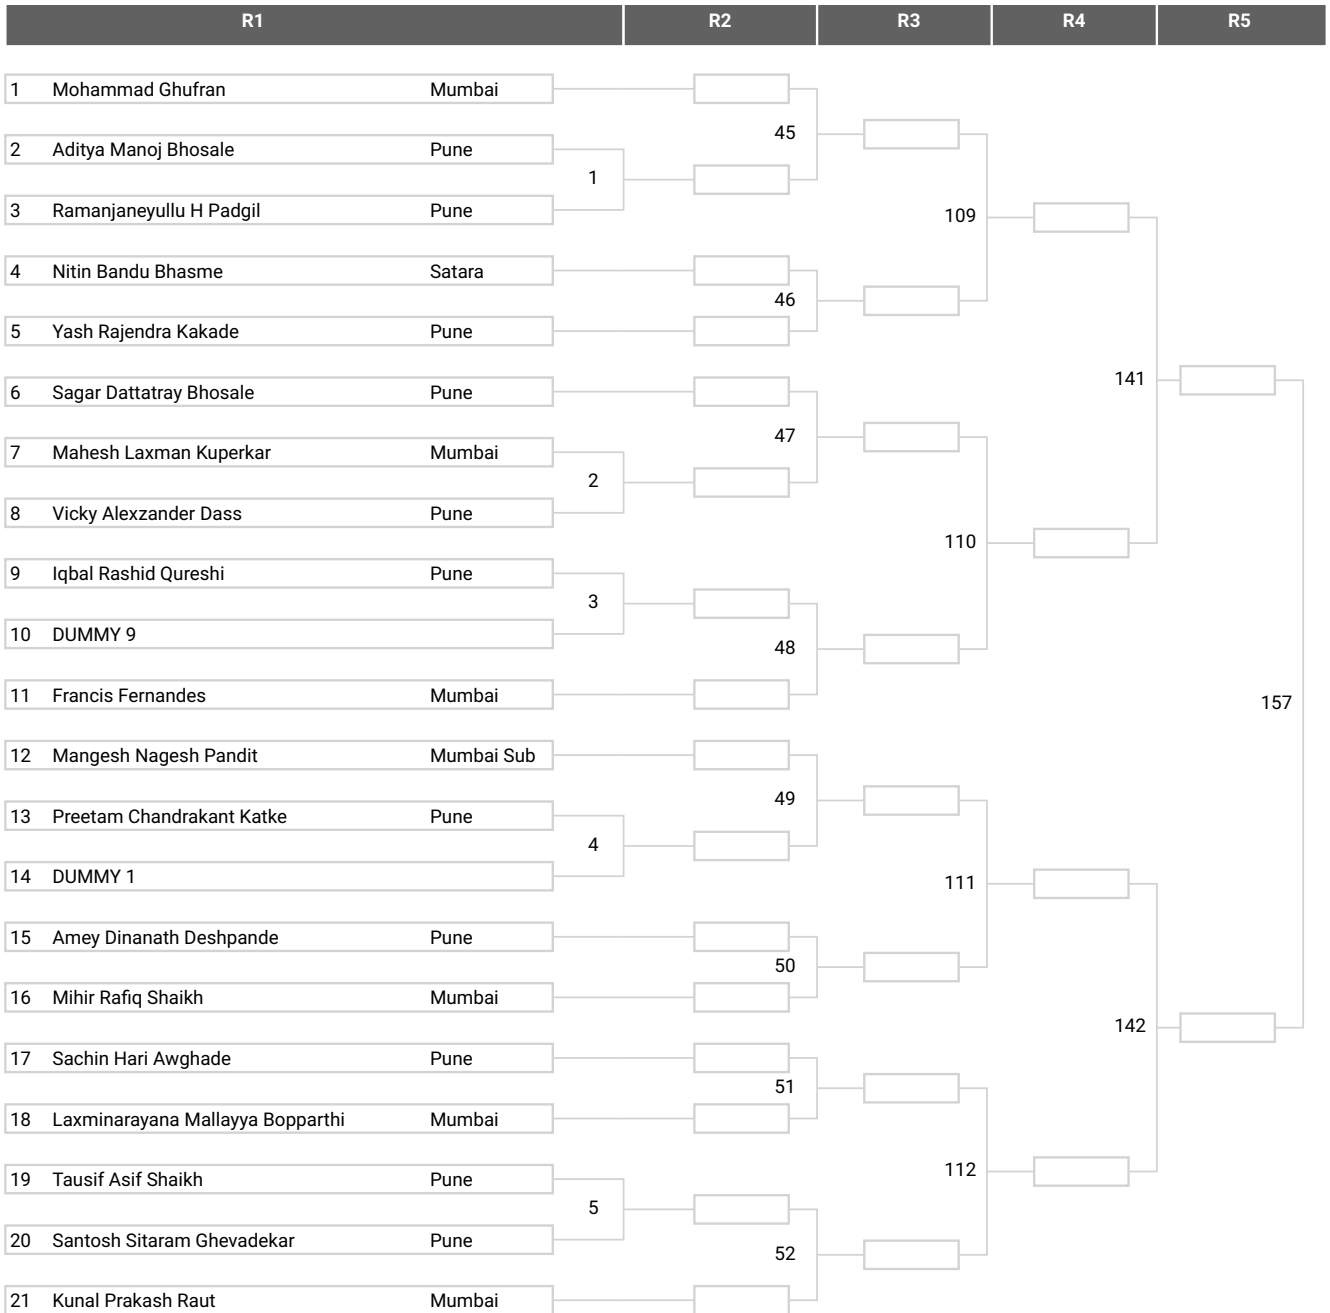 R1 R2 R3 R4 R5
1 Mohammad Ghufran Mumbai
45
2 Aditya Manoj Bhosale Pune
1
3 Ramanjaneyullu H Padgil Pune
109
4 Nitin Bandu Bhasme Satara
46
5 Yash Rajendra Kakade Pune
141
6 Sagar Dattatray Bhosale Pune
47
7 Mahesh Laxman Kuperkar Mumbai
2
8 Vicky Alexzander Dass Pune
110
9 Iqbal Rashid Qureshi Pune
3
10 DUMMY 9
48
11 Francis Fernandes Mumbai
157
12 Mangesh Nagesh Pandit Mumbai Sub
49
13 Preetam Chandrakant Katke Pune
4
14 DUMMY 1
111
15 Amey Dinanath Deshpande Pune
50
16 Mihir Rafiq Shaikh Mumbai
142
17 Sachin Hari Awghade Pune
51
18 Laxminarayana Mallayya Bopparthi Mumbai
112
19 Tausif Asif Shaikh Pune
5
20 Santosh Sitaram Ghevadekar Pune
52
21 Kunal Prakash Raut Mumbai